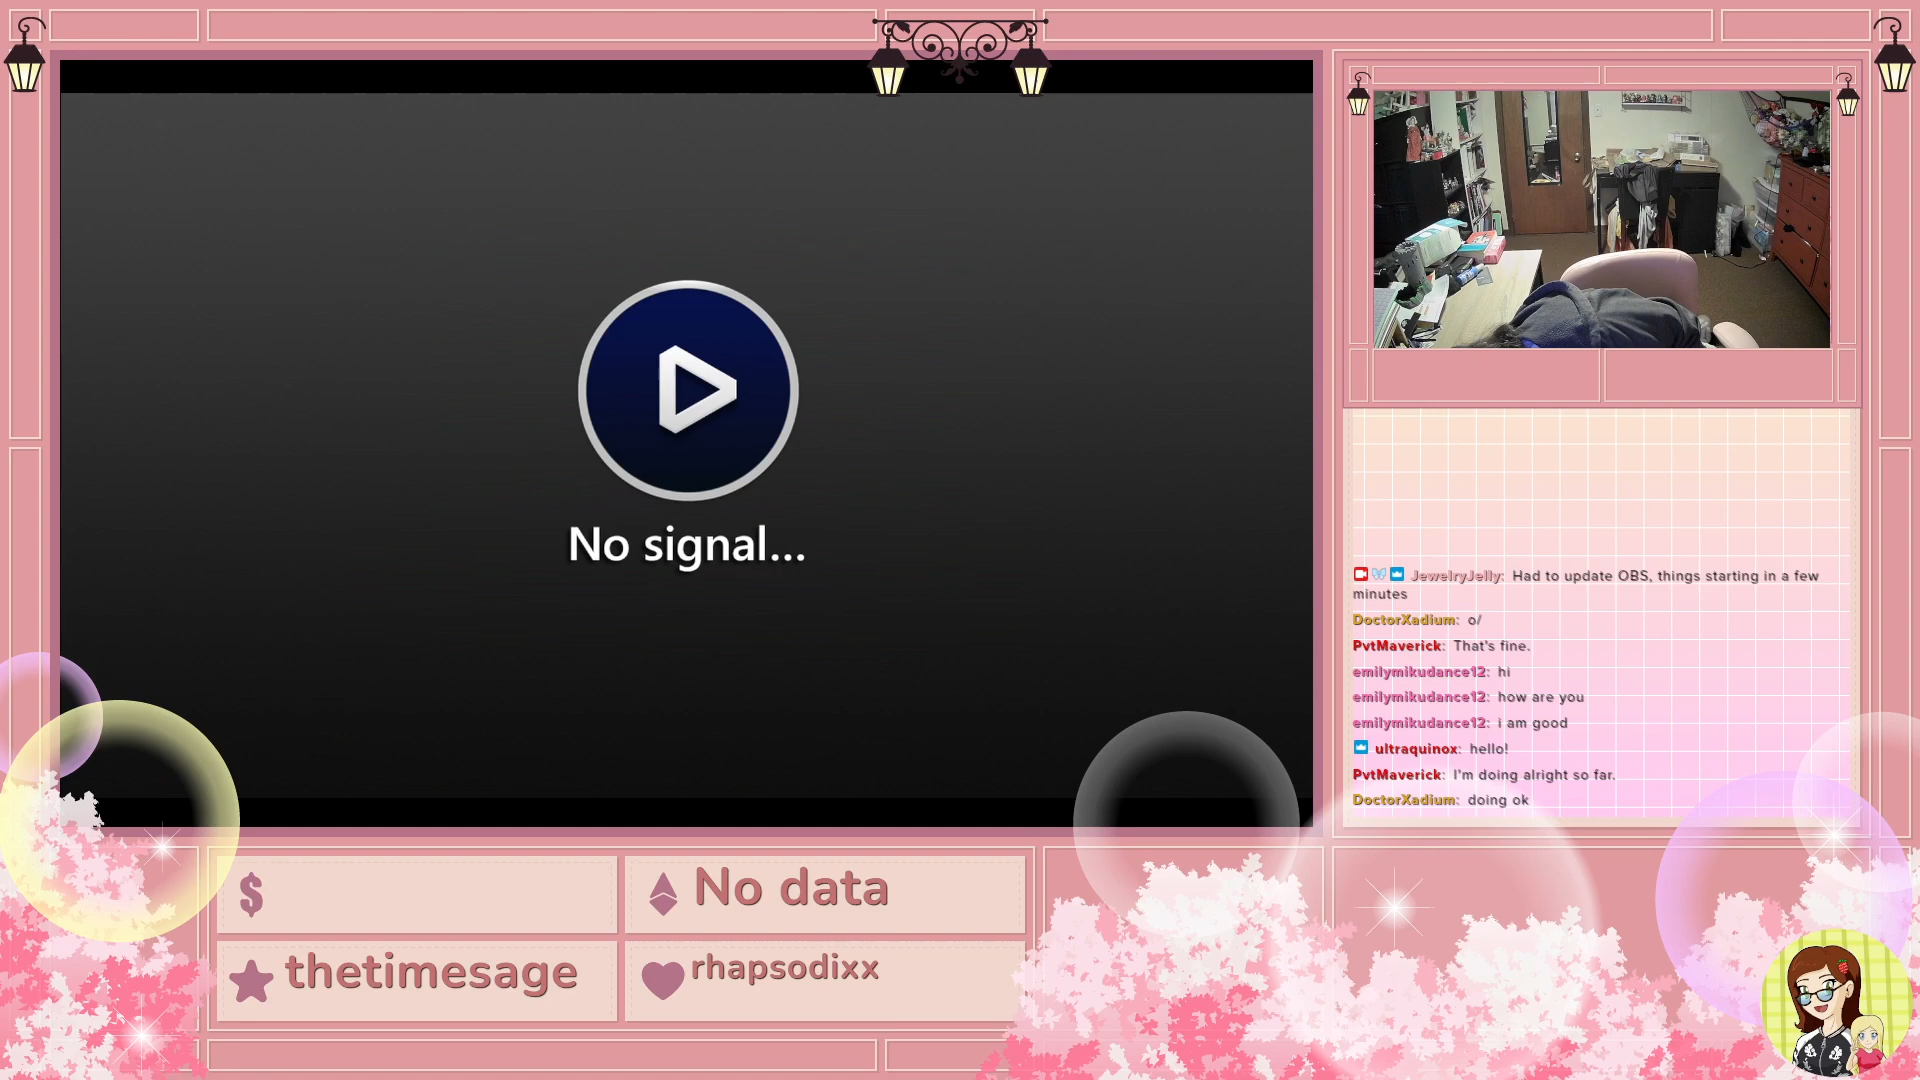 No signal...
JewelryJelly: Had to update OBS, things starting in a few
minutes
DoctorXadium: o/
PvtMaverick: That's fine.
emilymikudance12: hi
emilymikudance12: how are you
emilymikudance12: i am good
ultraquinox: hello!
PvtMaverick: I'm doing alright so far.
DoctorXadium: doing ok
$
No data
thetimesage
rhapsodixx